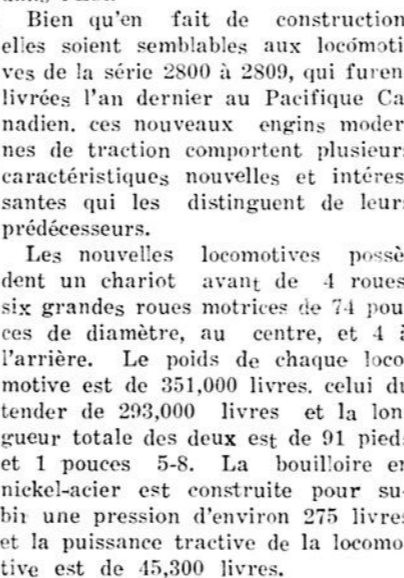 Bien qu'en fait de construction
elles soient semblables aux locomoti
ves de la série 2800 à 2809, qui furen
livrées l'an dernier au Pacifique Ca
nadien. ces nouveaux engins moder
nes de traction comportent plusieur
caractéristiques nouvelles et intéres
santes qui les distinguent de leur
prédécesseurs.
Les nouvelles locomotives possè
dent un chariot avant de 4 roues
six grandes roues motrices de 74 pou
ces de diamètre, au centre, et 4 à
l'arrière. Le poids de chaque loco
motive est de 351,000 livres. celui du
tender de 293,000 livres et la lon
gueur totale des deux est de 91 pied
et 1 pouces 5-8. La bouilloire en
nickel-acier est construite pour su-
bir une pression d'environ 275 livre
et la puissance tractive de la locomo
tive est de 45,300 livres.